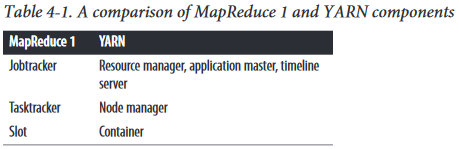 Table 4-1. A comparison of MapReduce 1 and YARN components
MapReduce 1 YARN
Jobtracker Resource manager, application master, timeline
server
Tasktracker Node manager
Slot Container